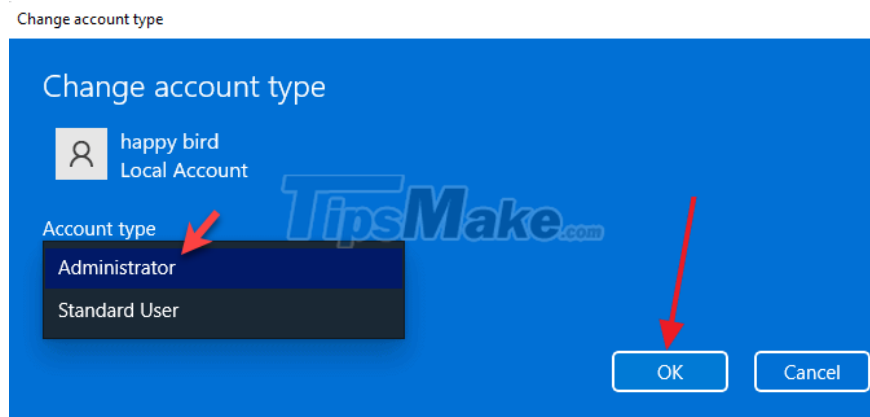 Change account type
Change account type
happy bird
Local Account
TipsMake.com
Account type
Administrator
Standard User
OK
Cancel